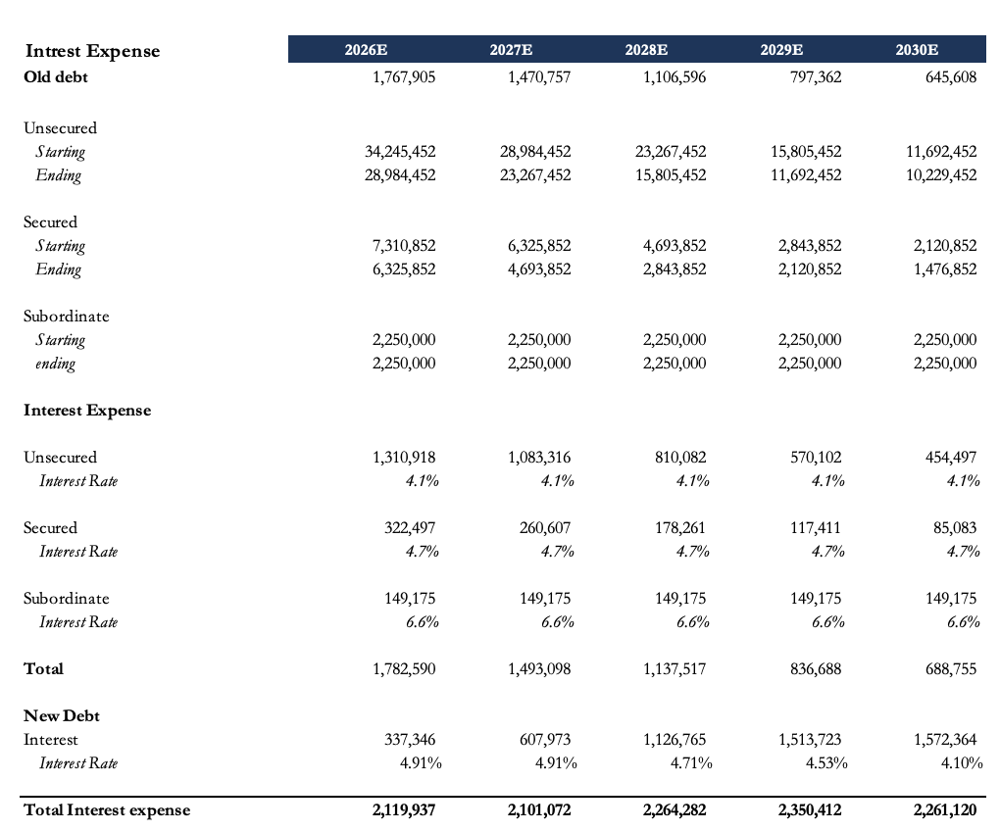 Intrest Expense 2026E 2027E 2028E 2029E 2030E
Old debt 1,767,905 1,470,757 1,106,596 797,362 645,608
Unsecured
Starting 34,245,452 28,984,452 23,267,452 15,805,452 11,692,452
Ending 28,984,452 23,267,452 15,805,452 11,692,452 10,229,452
Secured
Starting 7,310,852 6,325,852 4,693,852 2,843,852 2,120,852
Ending 6,325,852 4,693,852 2,843,852 2,120,852 1,476,852
Subordinate
Starting 2,250,000 2,250,000 2,250,000 2,250,000 2,250,000
ending 2,250,000 2,250,000 2,250,000 2,250,000 2,250,000
Interest Expense
Unsecured 1,310,918 1,083,316 810,082 570,102 454,497
Interest Rate 4.1% 4.1% 4.1% 4.1% 4.1%
Secured 322,497 260,607 178,261 117,411 85,083
Interest Rate 4.7% 4.7% 4.7% 4.7% 4.7%
Subordinate 149,175 149,175 149,175 149,175 149,175
Interest Rate 6.6% 6.6% 6.6% 6.6% 6.6%
Total 1,782,590 1,493,098 1,137,517 836,688 688,755
New Debt
Interest 337,346 607,973 1,126,765 1,513,723 1,572,364
Interest Rate 4.91% 4.91% 4.71% 4.53% 4.10%
Total Interest expense 2,119,937 2,101,072 2,264,282 2,350,412 2,261,120